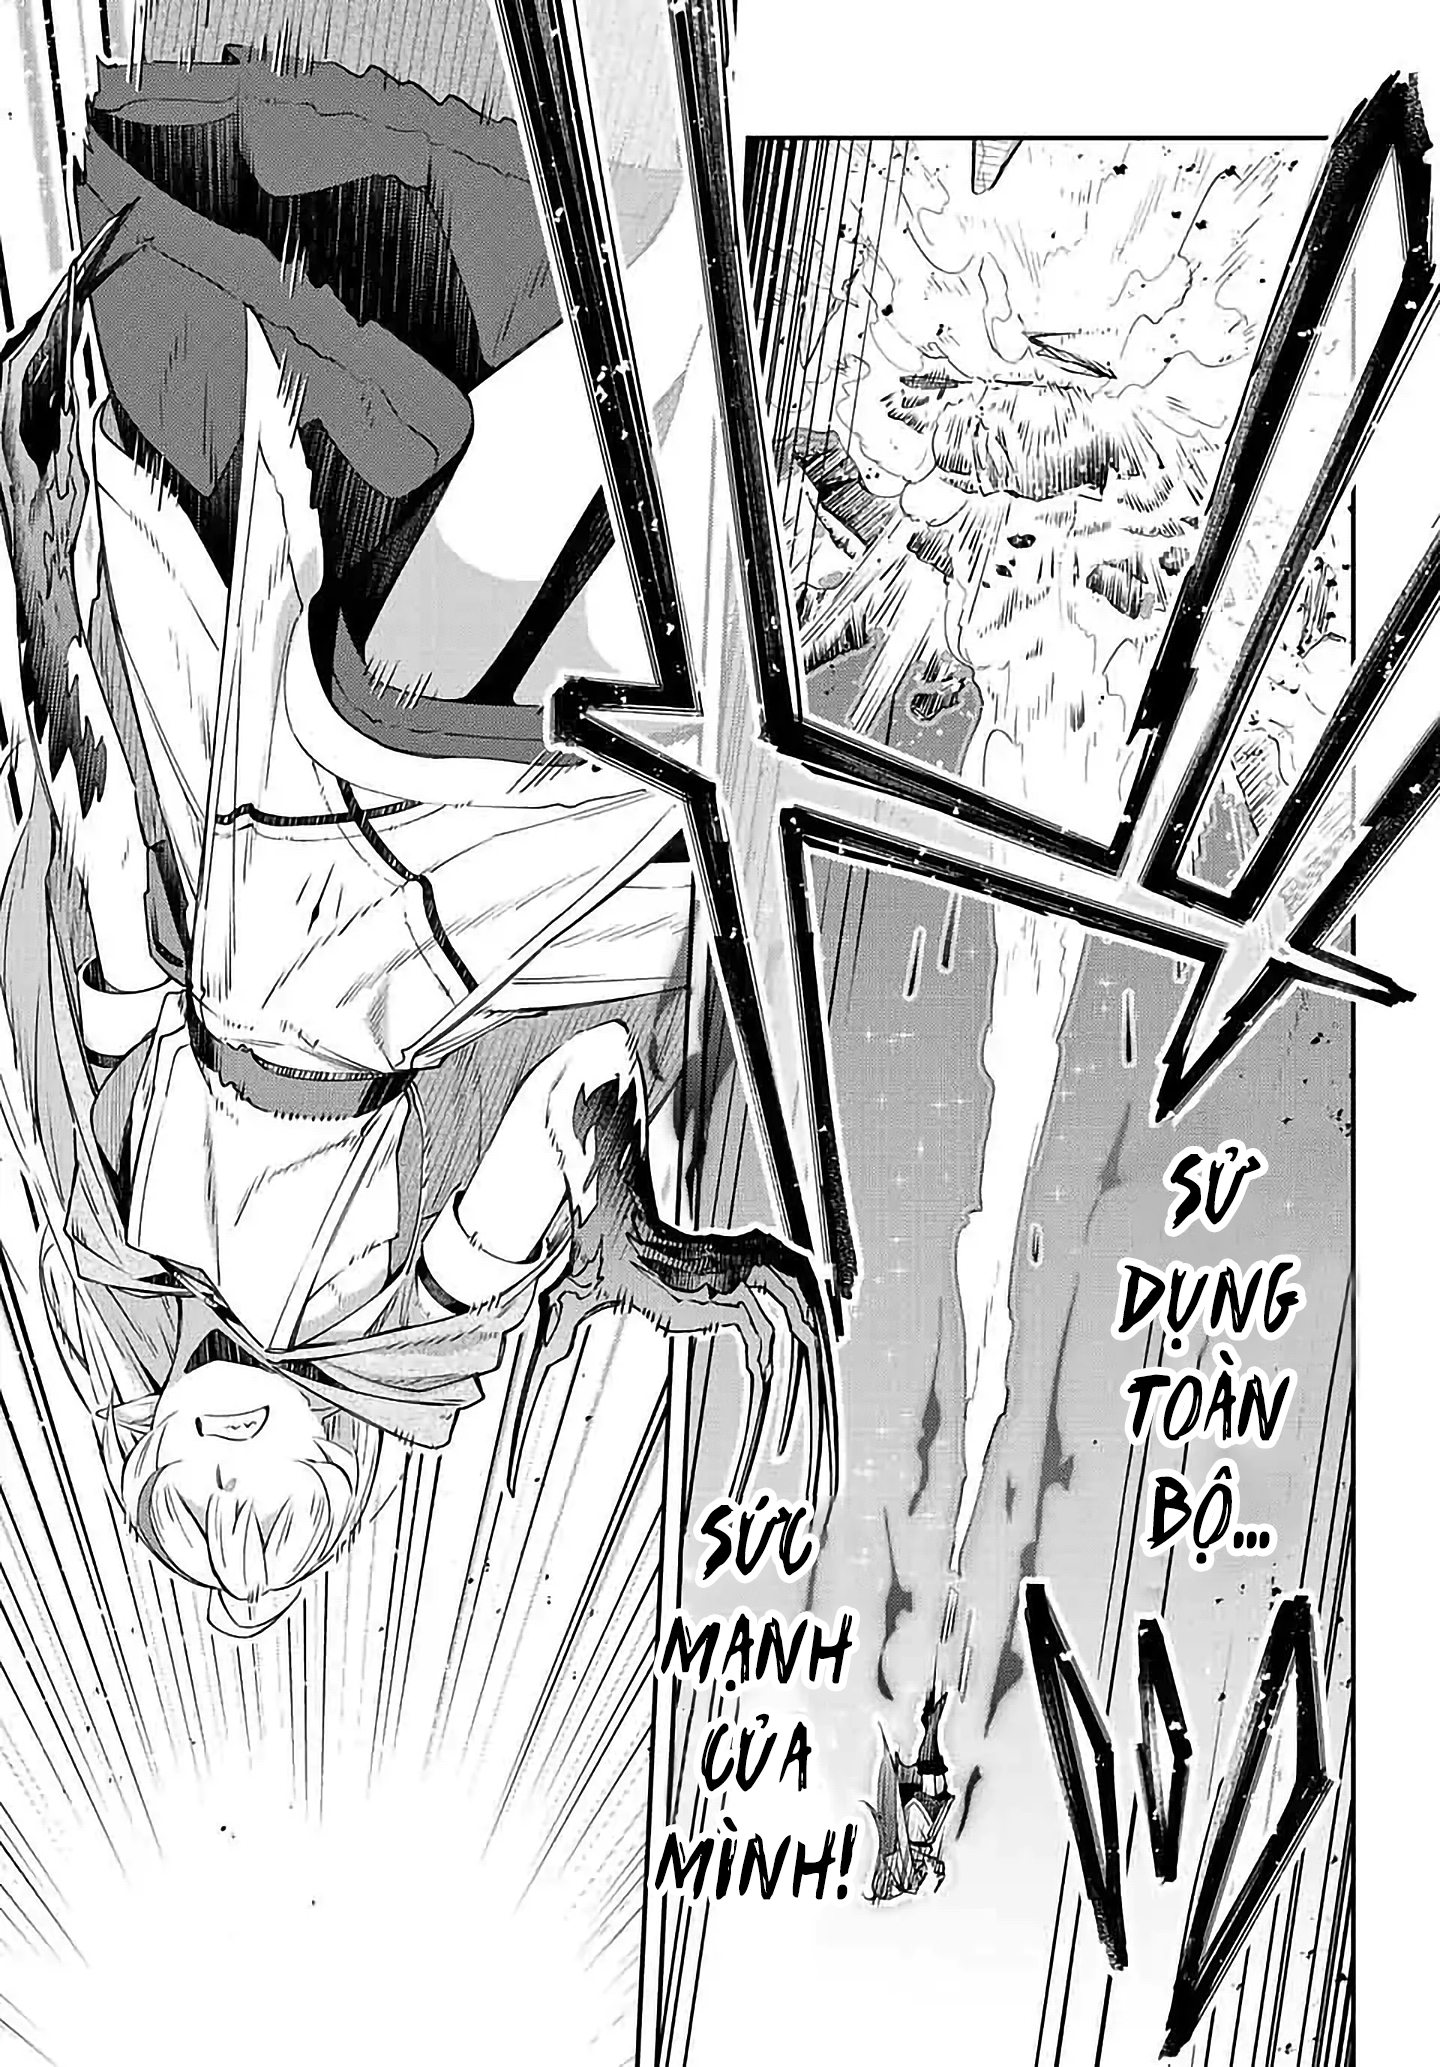 SỬ
DỤNG
TOÀN
BỘ...
SỨC
MẠNH
CỦA
MÌNH!